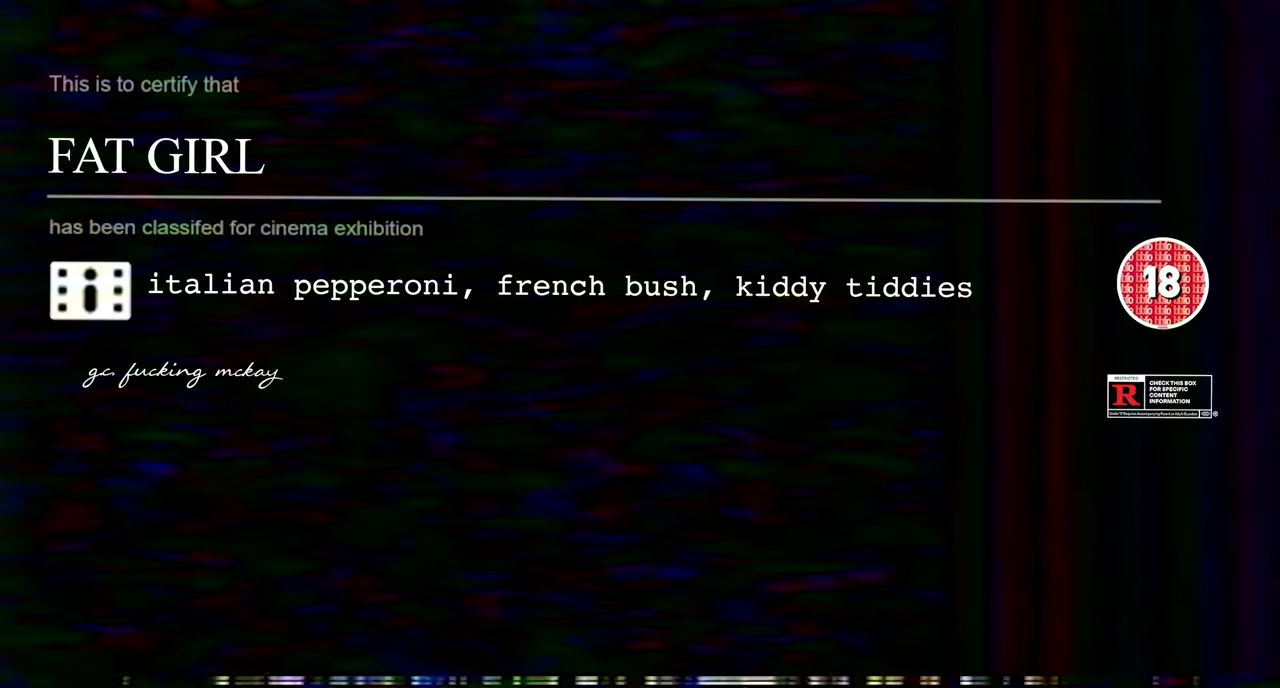 This is to certify that
FAT GIRL
has been classifed for cinema exhibition
italian pepperoni, french bush, kiddy tiddies
18
g.c. fucking mckay
RESTRICTED
R
CHECK THIS BOX
FOR SPECIFIC
CONTENT
INFORMATION